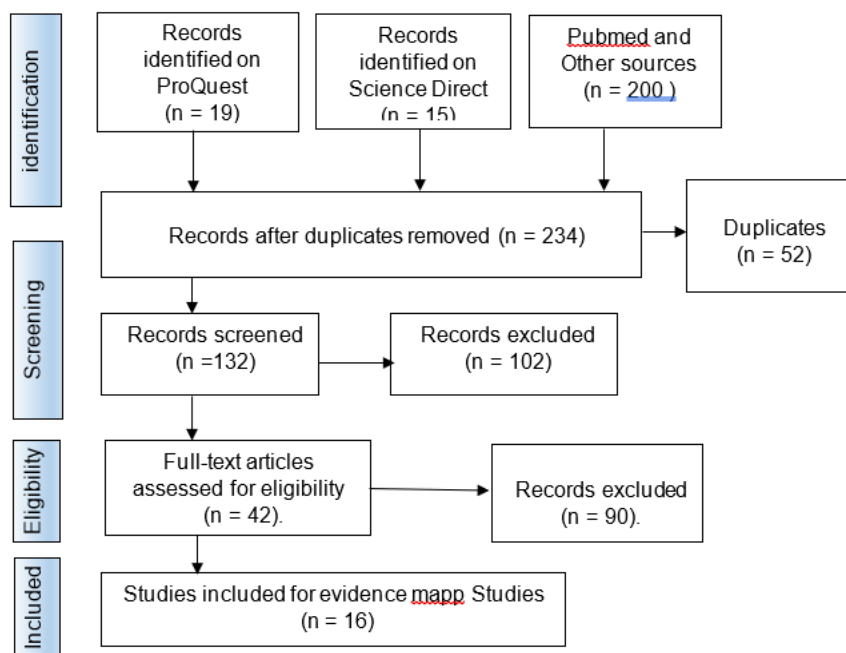 identification
Records
identified on
ProQuest
(n = 19)
Records
identified on
Science Direct
(n = 15)
Pubmed and
Other sources
(n = 200 )
Records after duplicates removed (n = 234)
Duplicates
(n = 52)
Screening
Records screened
(n =132)
Records excluded
(n = 102)
Eligibility
Full-text articles
assessed for eligibility
(n = 42).
Records excluded
(n = 90).
Included
Studies included for evidence mapp Studies
(n = 16)